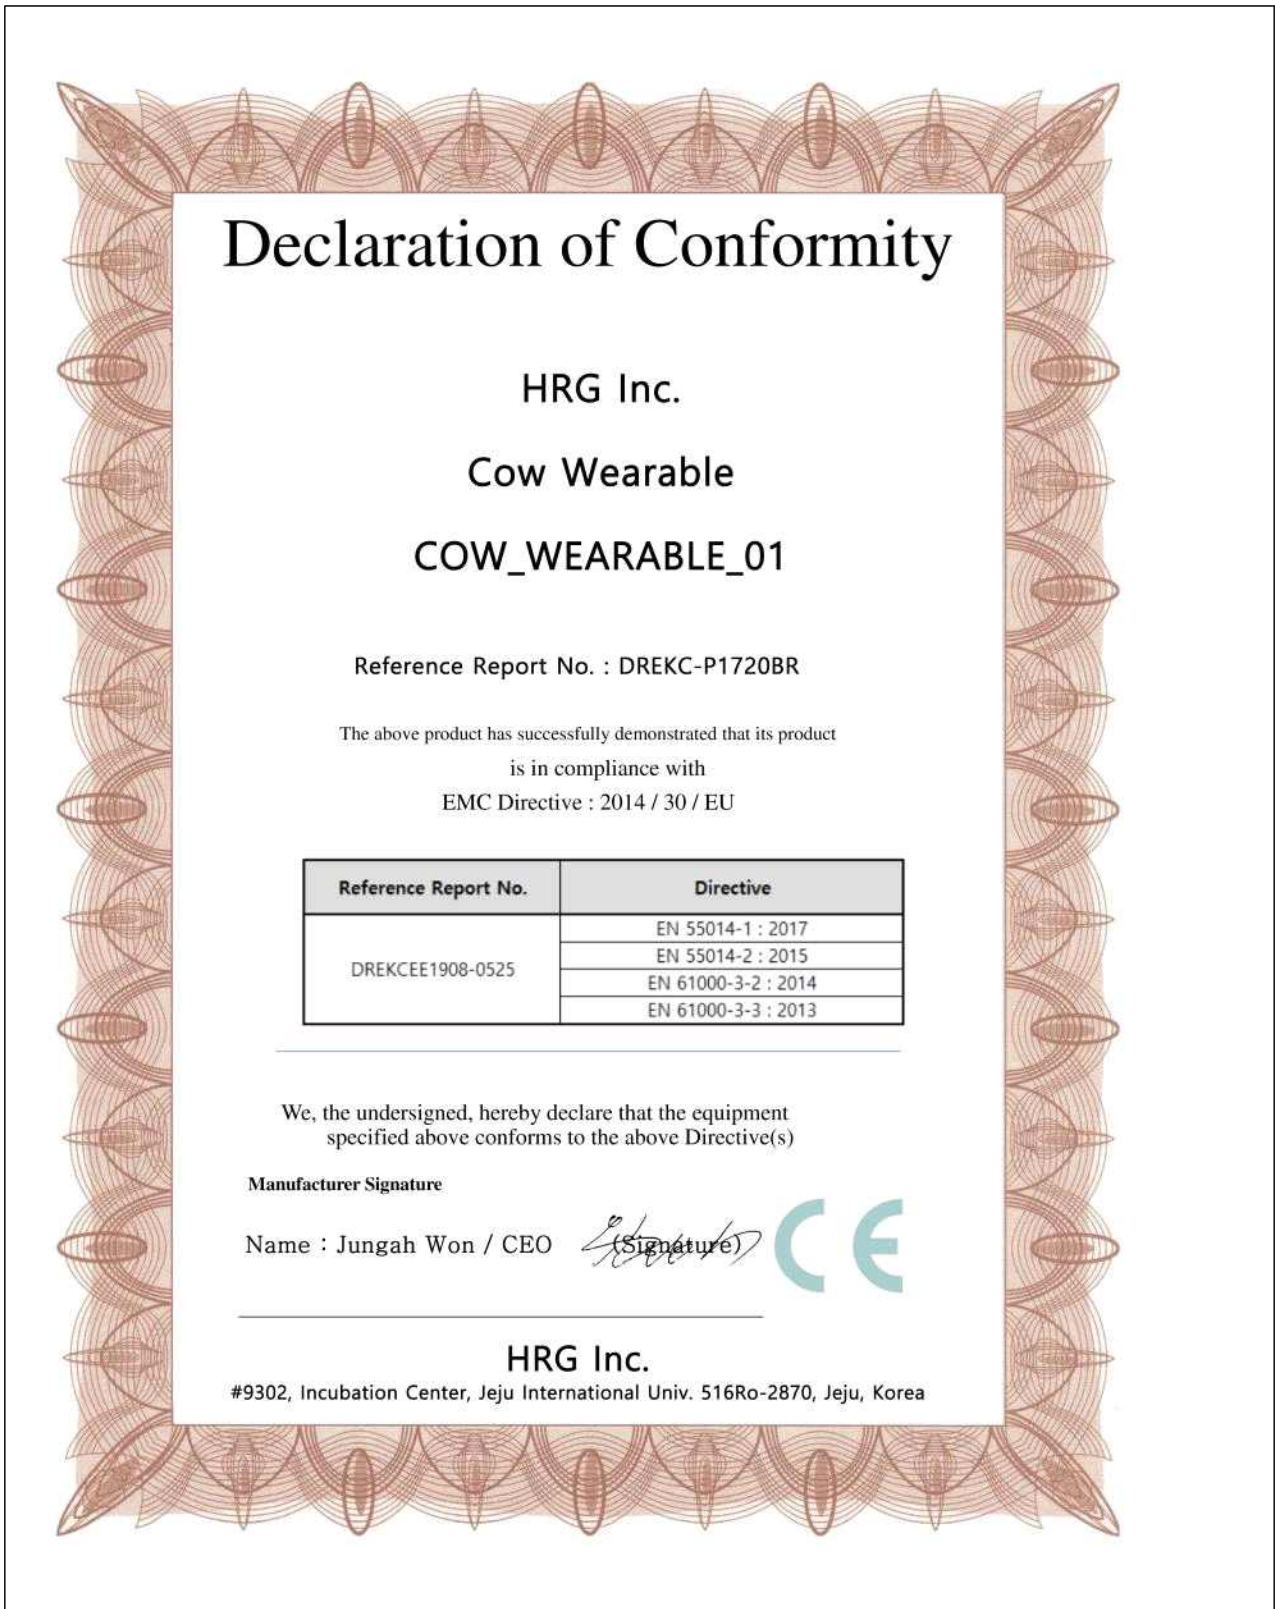 Declaration of Conformity
HRG Inc.
Cow Wearable
COW_WEARABLE_01
Reference Report No. : DREKC-P1720BR
The above product has successfully demonstrated that its product
is in compliance with
EMC Directive : 2014 / 30 / EU
Reference Report No. Directive
DREKCEE1908-0525
EN 55014-1 : 2017
EN 55014-2 : 2015
EN 61000-3-2 : 2014
EN 61000-3-3 : 2013
We, the undersigned, hereby declare that the equipment
specified above conforms to the above Directive(s)
Manufacturer Signature
Name : Jungah Won / CEO (Signature) CE
HRG Inc.
#9302, Incubation Center, Jeju International Univ. 516Ro-2870, Jeju, Korea